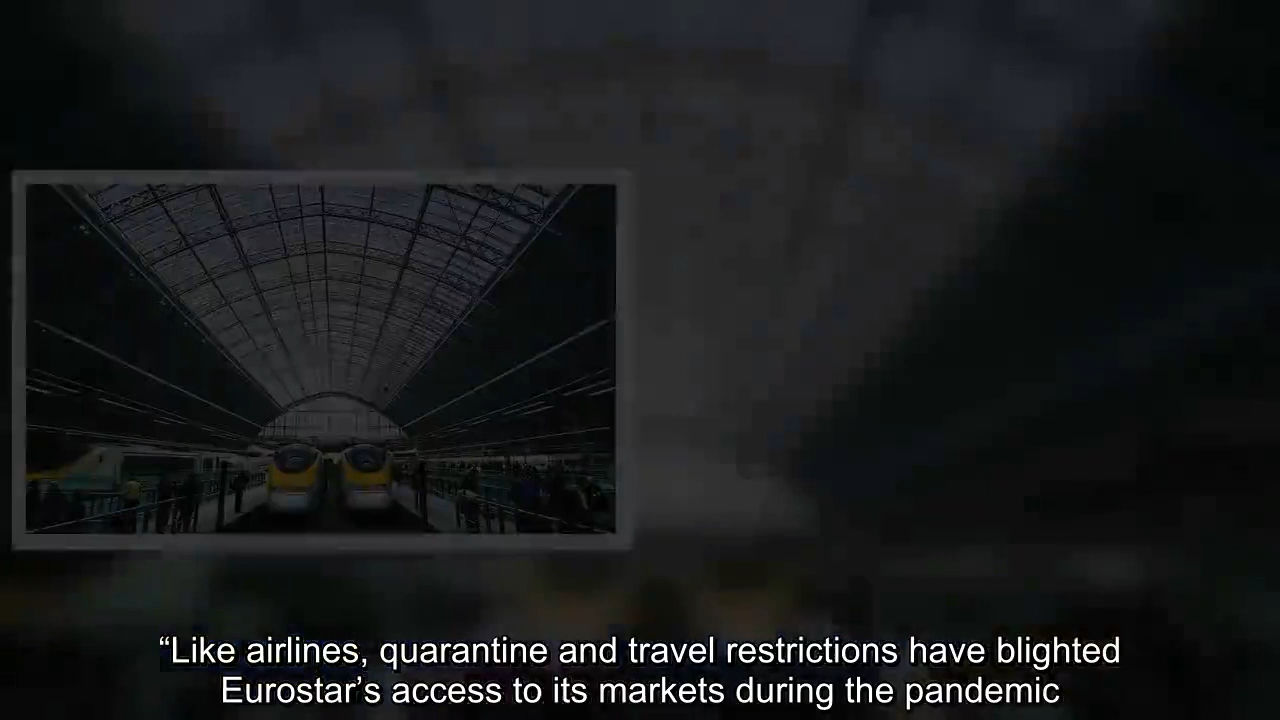 “Like airlines, quarantine and travel restrictions have blighted
Eurostar’s access to its markets during the pandemic